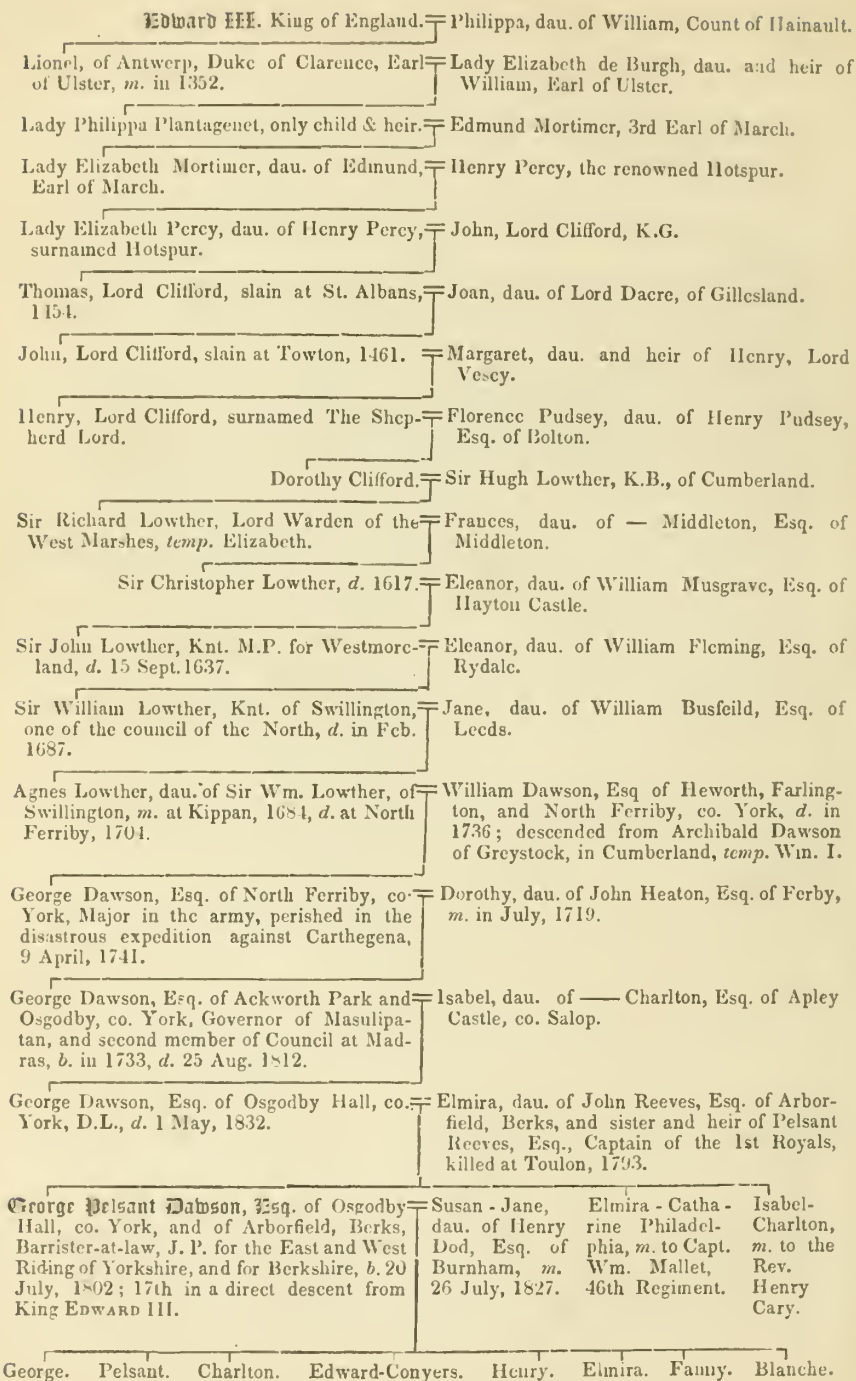 Edward III. King of England. Philippa, dau. of William, Count of Hainault.
Lionel, of Antwerp, Duke of Clarence, Earl
of Ulster, m. in 1352.
Lady Elizabeth de Burgh, dau. and heir of
William, Earl of Ulster.
Lady Philippa Plantagenet, only child & heir. Edmund Mortimer, 3rd Earl of March.
Lady Elizabeth Mortimer, dau. of Edmund,
Earl of March.
Henry Percy, the renowned Hotspur.
Lady Elizabeth Percy, dau. of Henry Percy,
surnamed Hotspur.
John, Lord Clifford, K.G.
Thomas, Lord Clifford, slain at St. Albans,
1454.
Joan, dau. of Lord Dacre, of Gillesland.
John, Lord Clifford, slain at Towton, 1461.
Margaret, dau. and heir of Henry, Lord
Vescy.
Henry, Lord Clifford, surnamed The Shep-
herd Lord.
Florence Pudsey, dau. of Henry Pudsey,
Esq. of Bolton.
Dorothy Clifford. Sir Hugh Lowther, K.B., of Cumberland.
Sir Richard Lowther, Lord Warden of the
West Marshes, temp. Elizabeth.
Frances, dau. of — Middleton, Esq. of
Middleton.
Sir Christopher Lowther, d. 1617.
Eleanor, dau. of William Musgrave, Esq. of
Hayton Castle.
Sir John Lowther, Knt. M.P. for Westmore-
land, d. 15 Sept. 1637.
Eleanor, dau. of William Fleming, Esq. of
Rydale.
Sir William Lowther, Knt. of Swillington,
one of the council of the North, d. in Feb.
1687.
Jane, dau. of William Busfeild, Esq. of
Leeds.
Agnes Lowther, dau. of Sir Wm. Lowther, of
Swillington, m. at Kippan, 1684, d. at North
Ferriby, 1704.
William Dawson, Esq of Heworth, Farling-
ton, and North Ferriby, co. York, d. in
1736; descended from Archibald Dawson
of Greystock, in Cumberland, temp. Wm. I.
George Dawson, Esq. of North Ferriby, co.
York, Major in the army, perished in the
disastrous expedition against Carthegena,
9 April, 1741.
Dorothy, dau. of John Heaton, Esq. of Ferby,
m. in July, 1719.
George Dawson, Esq. of Ackworth Park and
Osgodby, co. York, Governor of Masulipa-
tan, and second member of Council at Mad-
ras, b. in 1733, d. 25 Aug. 1812.
Isabel, dau. of —— Charlton, Esq. of Apley
Castle, co. Salop.
George Dawson, Esq. of Osgodby Hall, co.
York, D.L., d. 1 May, 1832.
Elmira, dau. of John Reeves, Esq. of Arbor-
field, Berks, and sister and heir of Pelsant
Reeves, Esq., Captain of the 1st Royals,
killed at Toulon, 1793.
George Pelsant Dawson, Esq. of Osgodby
Hall, co. York, and of Arborfield, Berks,
Barrister-at-law, J. P. for the East and West
Riding of Yorkshire, and for Berkshire, b. 20
July, 1802; 17th in a direct descent from
King EDWARD III.
Susan-Jane,
dau. of Henry
Dod, Esq. of
Burnham, m.
26 July, 1827.
Elmira-Catha-
rine Philadel-
phia, m. to Capt.
Wm. Mallet,
46th Regiment.
Isabel-
Charlton,
m. to the
Rev.
Henry
Cary.
George. Pelsant. Charlton. Edward-Conyers. Henry. Elmira. Fanny. Blanche.